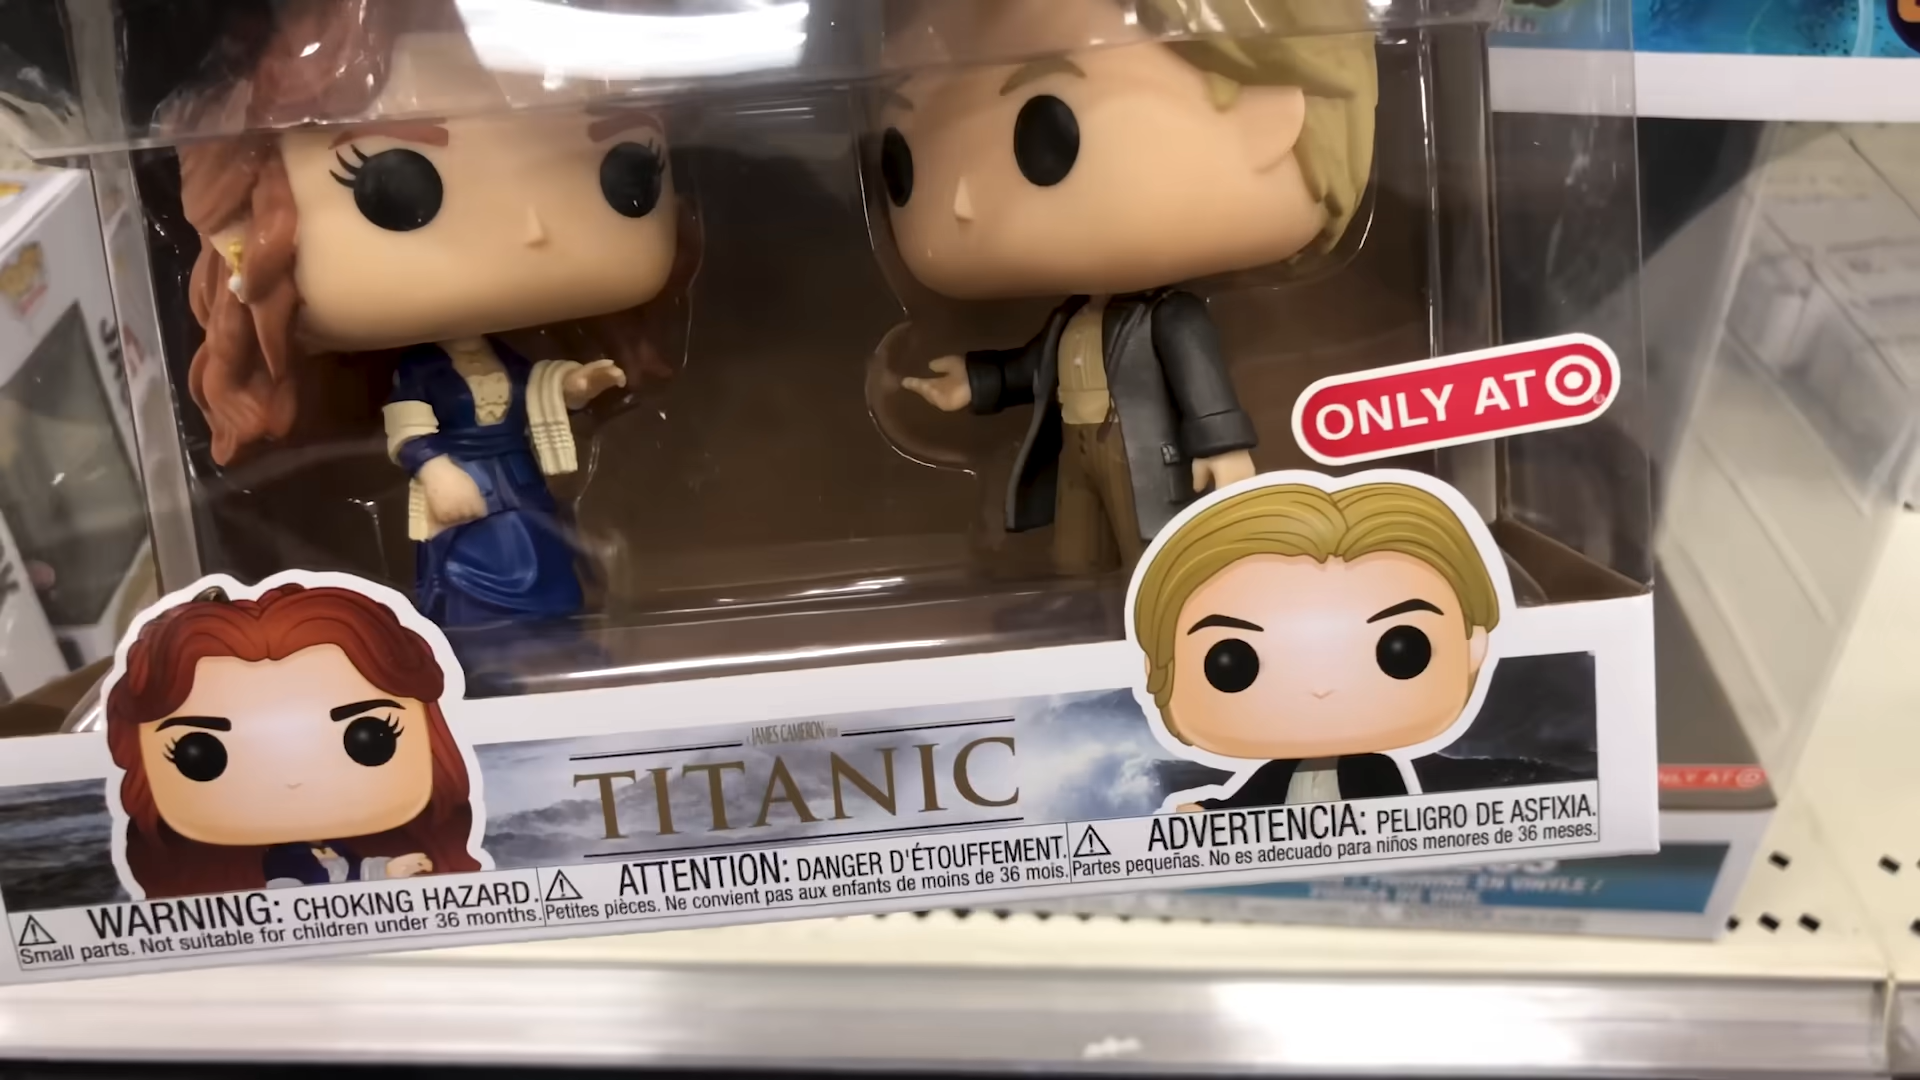 ONLY AT
JAMES CAMERON
TITANIC
WARNING: CHOKING HAZARD.
Small parts. Not suitable for children under 36 months.
ATTENTION: DANGER D'ÉTOUFFEMENT.
Petites pièces. Ne convient pas aux enfants de moins de 36 mois.
ADVERTENCIA: PELIGRO DE ASFIXIA.
Partes pequeñas. No es adecuado para niños menores de 36 meses.
ONLY AT